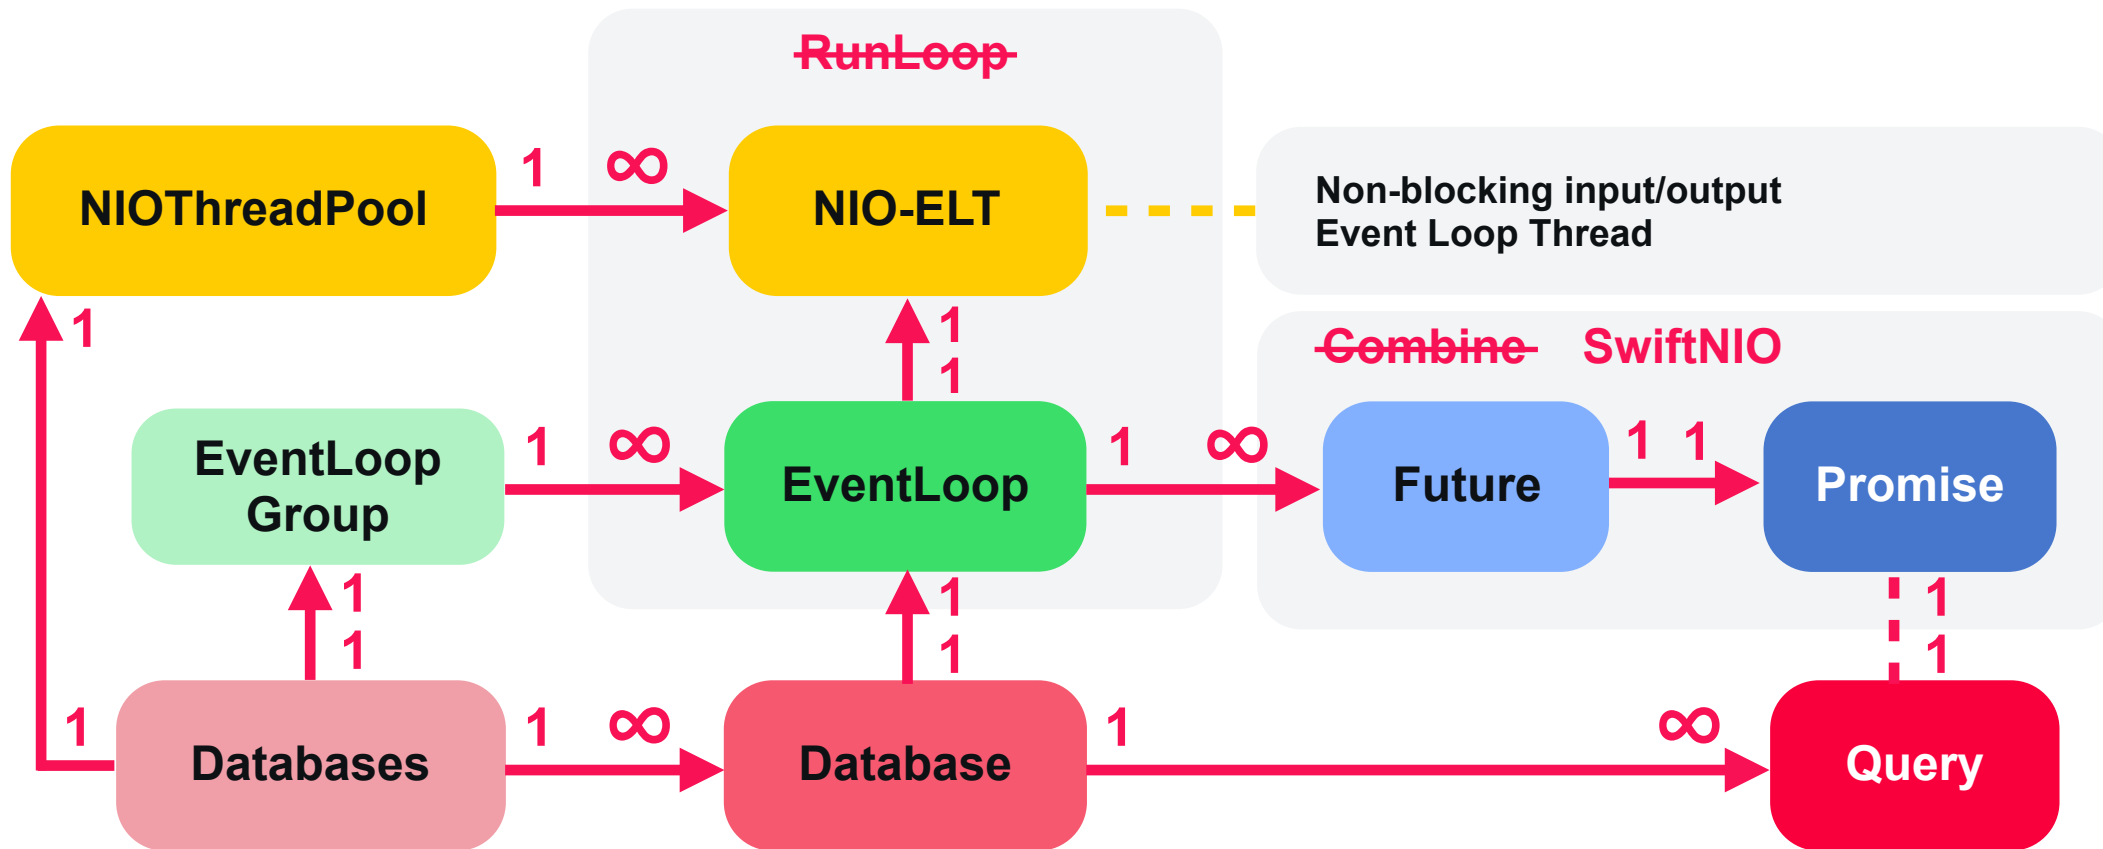 RunLoop
NIOThreadPool
1 ∞
NIO-ELT
Non-blocking input/output
Event Loop Thread
1
1
1
Combine SwiftNIO
EventLoop
Group
1 ∞
EventLoop
1 ∞
Future
1 1
Promise
1
1
1
1
1
1
1
Databases
1 ∞
Database
1 ∞
Query